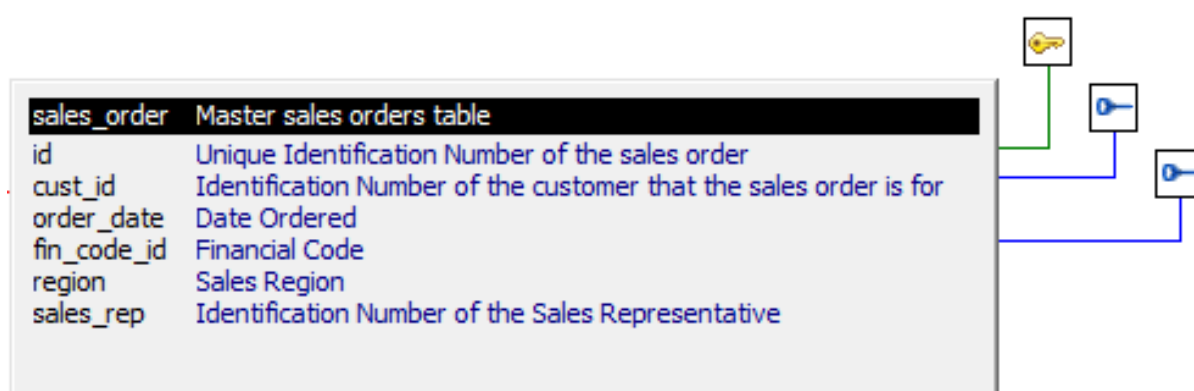 sales_order Master sales orders table
id Unique Identification Number of the sales order
cust_id Identification Number of the customer that the sales order is for
order_date Date Ordered
fin_code_id Financial Code
region Sales Region
sales_rep Identification Number of the Sales Representative